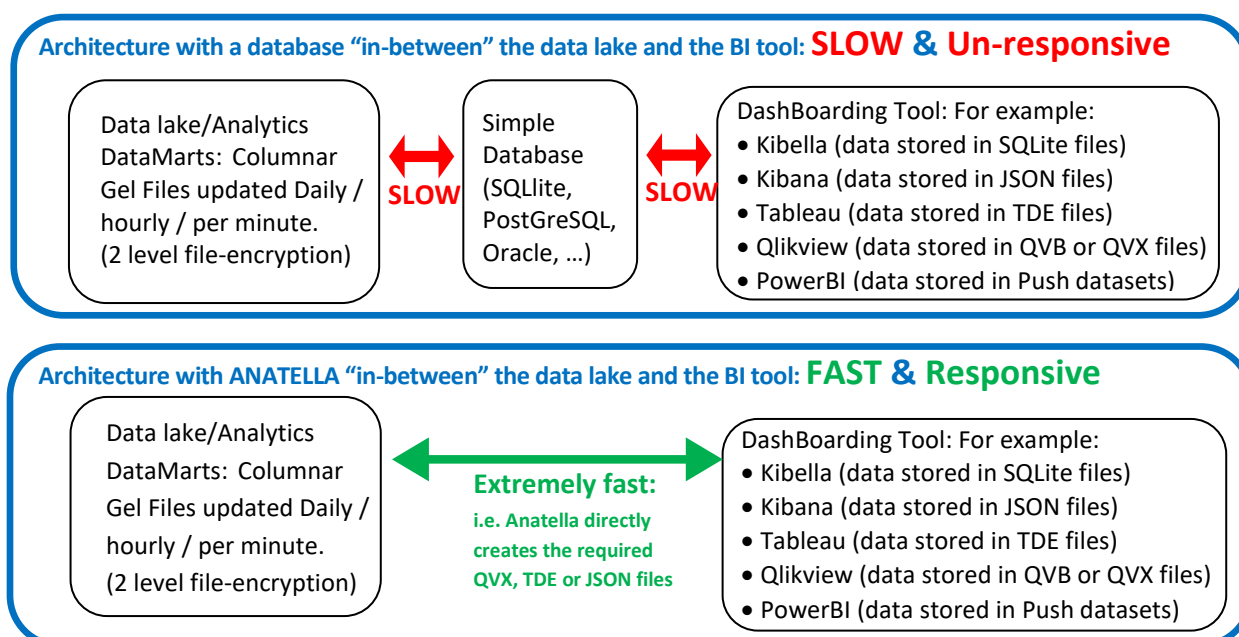 Architecture with a database “in-between” the data lake and the BI tool: SLOW & Un-responsive
Data lake/Analytics
DataMarts: Columnar
Gel Files updated Daily /
hourly / per minute.
(2 level file-encryption)
SLOW
Simple
Database
(SQLlite,
PostGreSQL,
Oracle, …)
SLOW
DashBoarding Tool: For example:
• Kibella (data stored in SQLite files)
• Kibana (data stored in JSON files)
• Tableau (data stored in TDE files)
• Qlikview (data stored in QVB or QVX files)
• PowerBI (data stored in Push datasets)
Architecture with ANATELLA “in-between” the data lake and the BI tool: FAST & Responsive
Data lake/Analytics
DataMarts: Columnar
Gel Files updated Daily /
hourly / per minute.
(2 level file-encryption)
Extremely fast:
i.e. Anatella directly
creates the required
QVX, TDE or JSON files
DashBoarding Tool: For example:
• Kibella (data stored in SQLite files)
• Kibana (data stored in JSON files)
• Tableau (data stored in TDE files)
• Qlikview (data stored in QVB or QVX files)
• PowerBI (data stored in Push datasets)